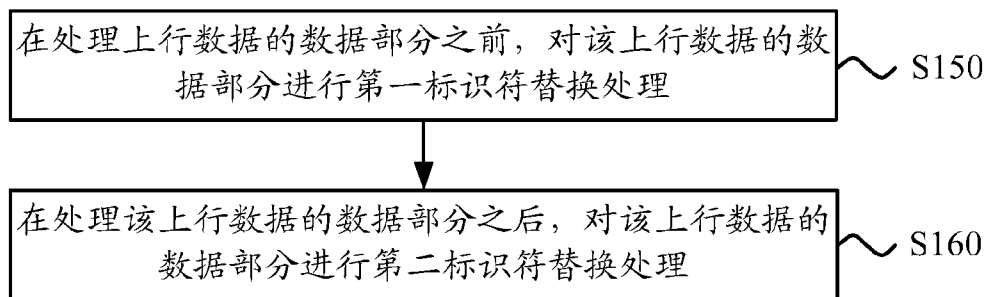 在处理上行数据的数据部分之前，对该上行数据的数
据部分进行第一标识符替换处理
S150
在处理该上行数据的数据部分之后，对该上行数据的
数据部分进行第二标识符替换处理
S160